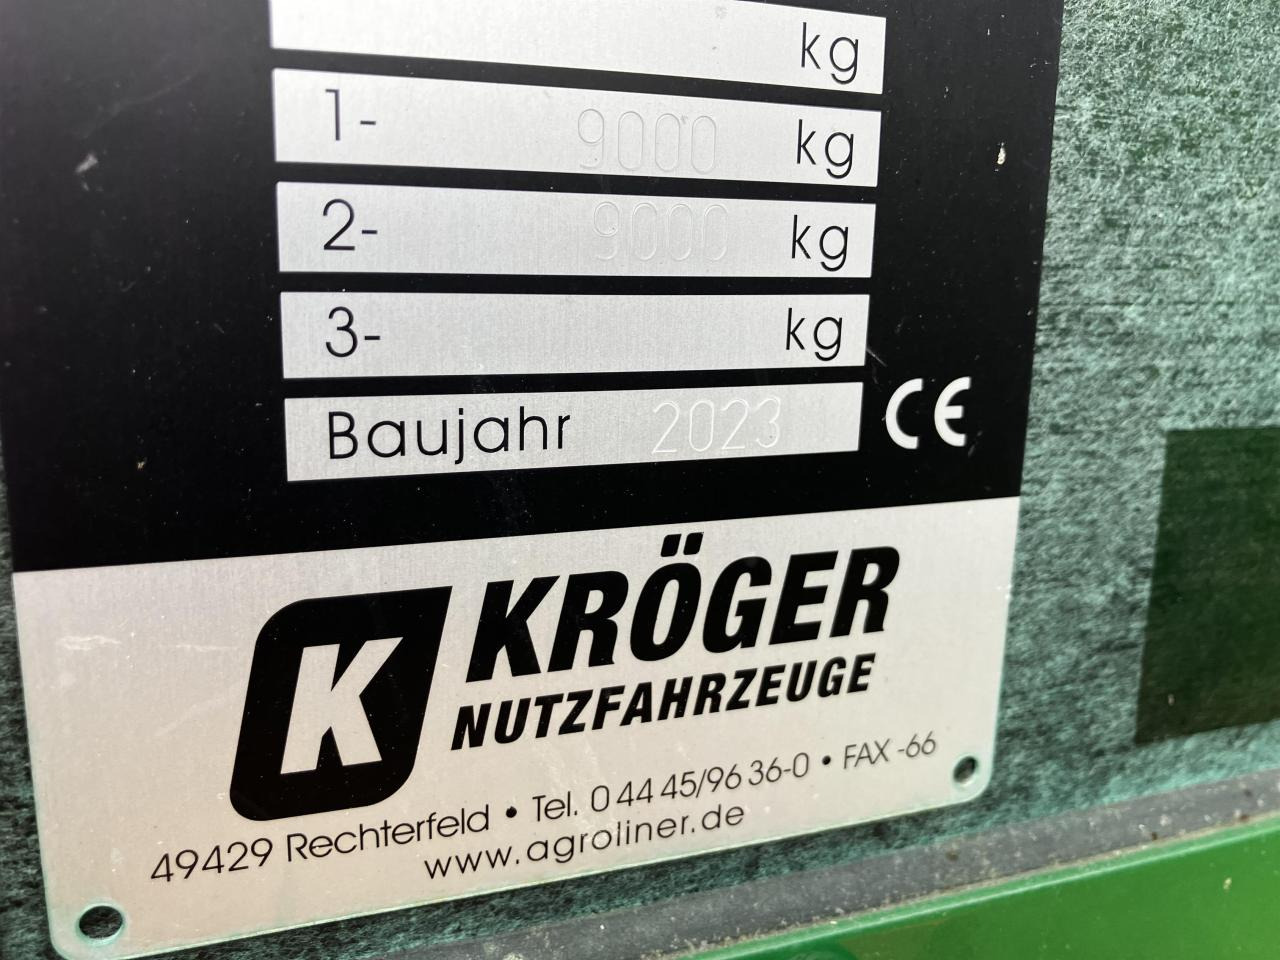 kg
1- 9000 kg
2- 9000 kg
3- kg
Baujahr 2023 CE
K KRÖGER
NUTZFAHRZEUGE
49429 Rechterfeld • Tel. 0 44 45/96 36-0 • FAX -66
www.agroliner.de